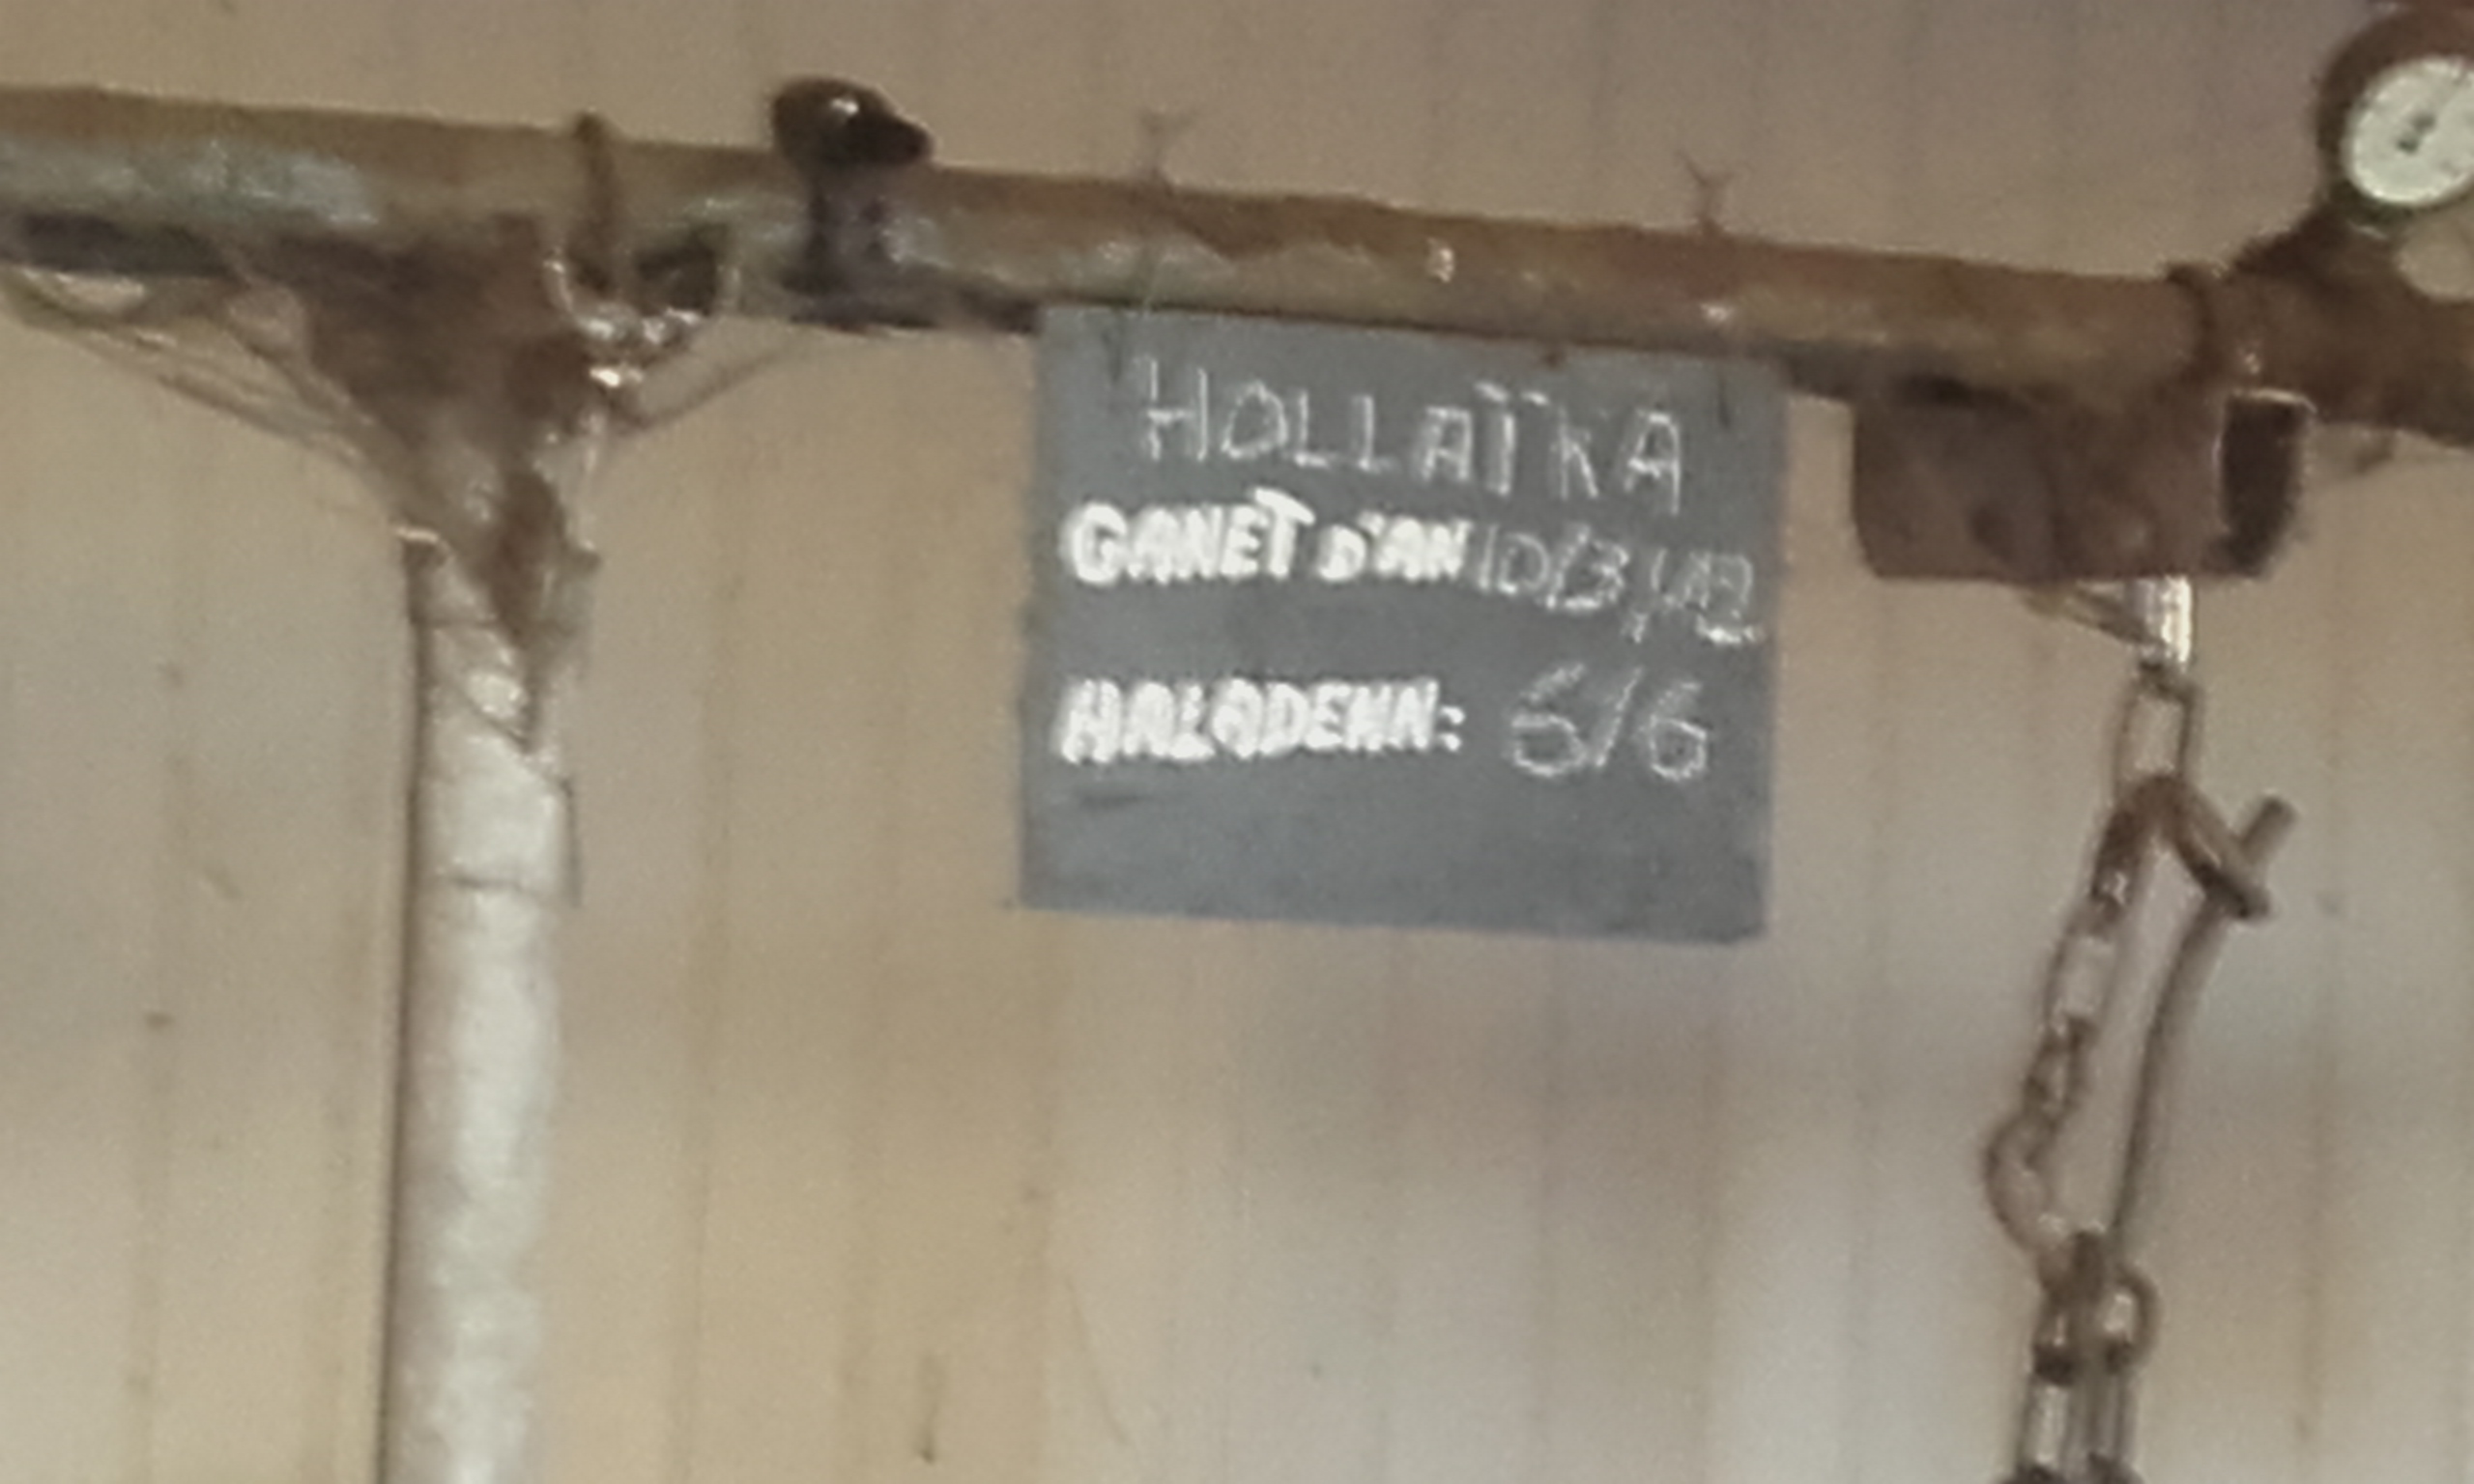 HOLLAÏKA
GANET D'AN 10/3/12
HALADENN: 6/6